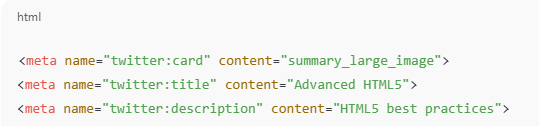 html
<meta name="twitter:card" content="summary_large_image">
<meta name="twitter:title" content="Advanced HTML5">
<meta name="twitter:description" content="HTML5 best practices">